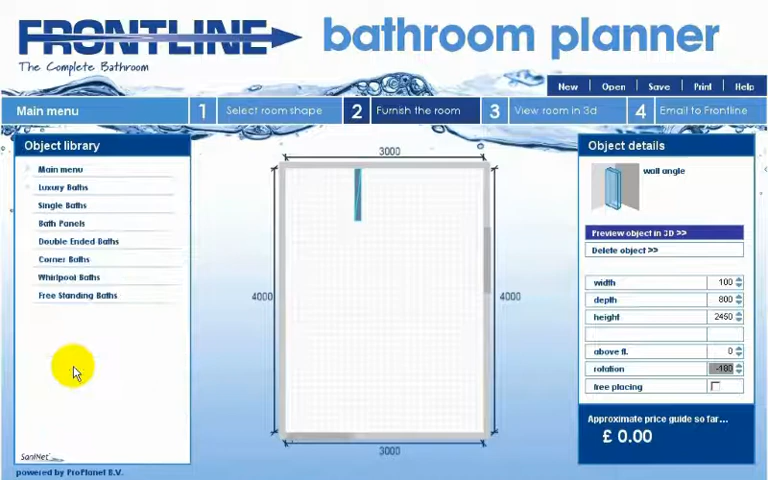 FRONTLINE bathroom planner
The Complete Bathroom
New Open Save Print Help
Main menu 1 Select room shape 2 Furnish the room 3 View room in 3d 4 Email to Frontline
Object library
Main menu
Luxury Baths
Single Baths
Bath Panels
Double Ended Baths
Corner Baths
Whirlpool Baths
Free Standing Baths
SaniNet
powered by ProPlanet B.V.
3000
4000 4000
3000
Object details
wall angle
Preview object in 3D >>
Delete object >>
width 100
depth 800
height 2450
above fl. 0
rotation -180
free placing
Approximate price guide so far...
£ 0.00